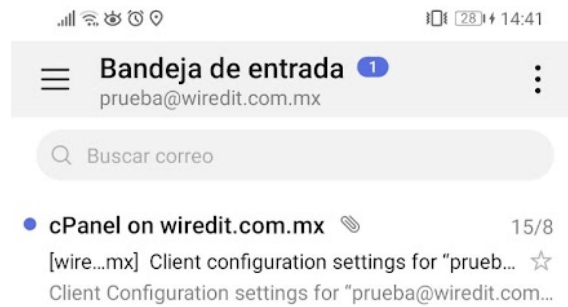 28 14:41
Bandeja de entrada 1
prueba@wiredit.com.mx
Buscar correo
cPanel on wiredit.com.mx 15/8
[wire...mx] Client configuration settings for “prueb...
Client Configuration settings for “prueba@wiredit.com...